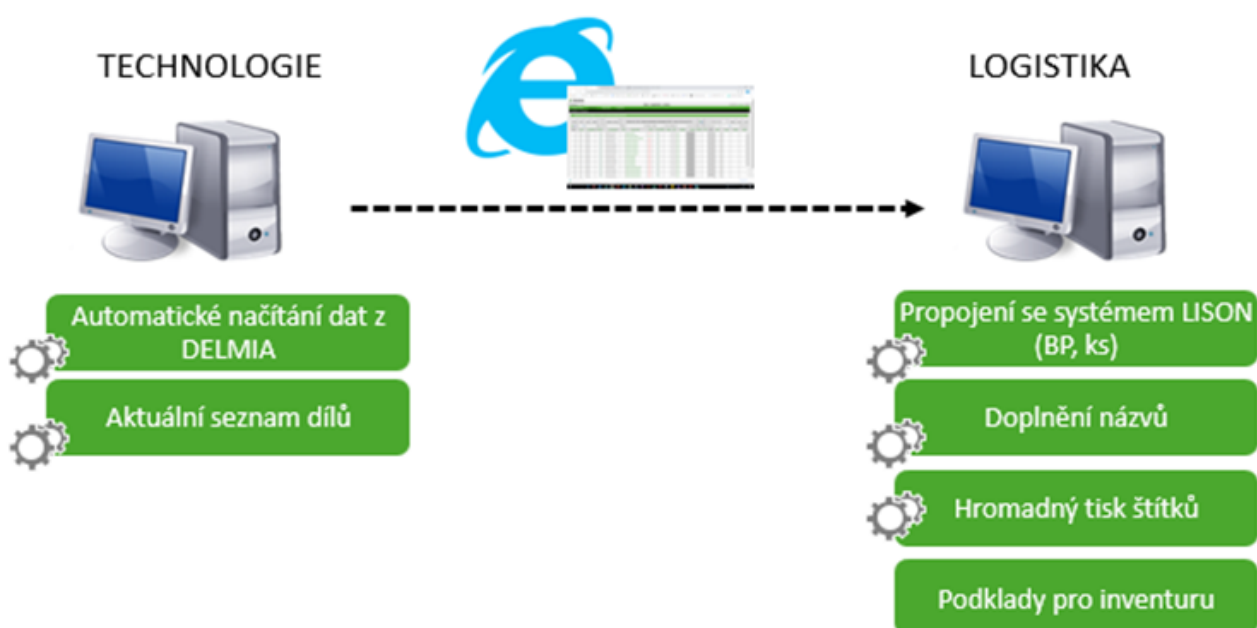 TECHNOLOGIE
LOGISTIKA
Automatické načítání dat z
DELMIA
Aktuální seznam dílů
Propojení se systémem LISON
(BP, ks)
Doplnění názvů
Hromadný tisk štítků
Podklady pro inventuru